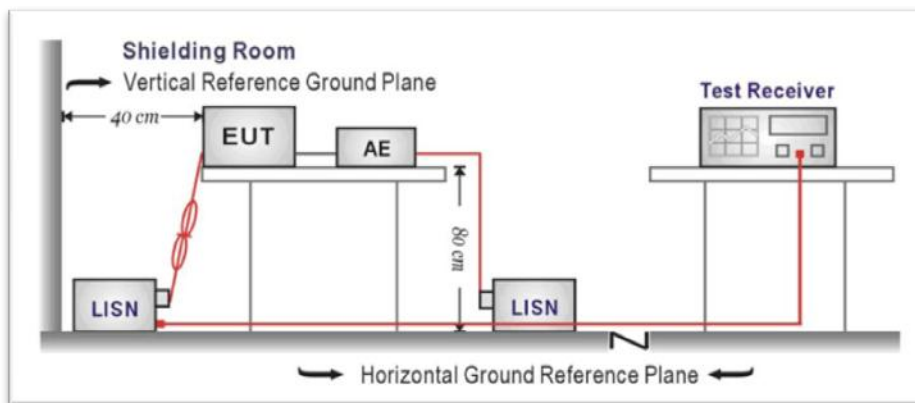 Shielding Room
Vertical Reference Ground Plane
40 cm
EUT
AE
Test Receiver
80 cm
LISN
LISN
Horizontal Ground Reference Plane